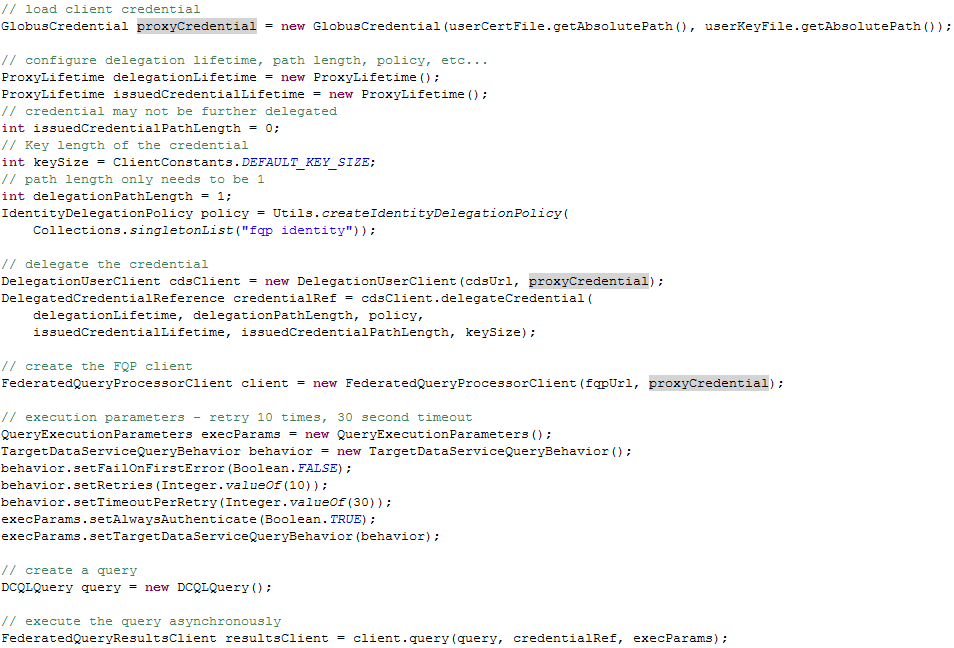 // load client credential
GlobusCredential proxyCredential = new GlobusCredential(userCertFile.getAbsolutePath(), userKeyFile.getAbsolutePath());

// configure delegation lifetime, path length, policy, etc...
ProxyLifetime delegationLifetime = new ProxyLifetime();
ProxyLifetime issuedCredentialLifetime = new ProxyLifetime();
// credential may not be further delegated
int issuedCredentialPathLength = 0;
// Key length of the credential
int keySize = ClientConstants.DEFAULT_KEY_SIZE;
// path length only needs to be 1
int delegationPathLength = 1;
IdentityDelegationPolicy policy = Utils.createIdentityDelegationPolicy(
    Collections.singletonList("fqp identity"));

// delegate the credential
DelegationUserClient cdsClient = new DelegationUserClient(cdsUrl, proxyCredential);
DelegatedCredentialReference credentialRef = cdsClient.delegateCredential(
    delegationLifetime, delegationPathLength, policy,
    issuedCredentialLifetime, issuedCredentialPathLength, keySize);

// create the FQP client
FederatedQueryProcessorClient client = new FederatedQueryProcessorClient(fqpUrl, proxyCredential);

// execution parameters - retry 10 times, 30 second timeout
QueryExecutionParameters execParams = new QueryExecutionParameters();
TargetDataServiceQueryBehavior behavior = new TargetDataServiceQueryBehavior();
behavior.setFailOnFirstError(Boolean.FALSE);
behavior.setRetries(Integer.valueOf(10));
behavior.setTimeoutPerRetry(Integer.valueOf(30));
execParams.setAlwaysAuthenticate(Boolean.TRUE);
execParams.setTargetDataServiceQueryBehavior(behavior);

// create a query
DCQLQuery query = new DCQLQuery();

// execute the query asynchronously
FederatedQueryResultsClient resultsClient = client.query(query, credentialRef, execParams);